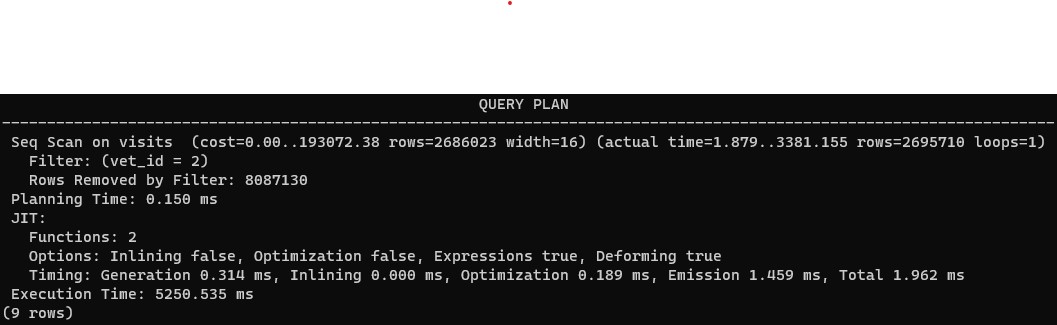 QUERY PLAN
---------------------------------------------------------------------------------------------------------------------
Seq Scan on visits  (cost=0.00..193072.38 rows=2686023 width=16) (actual time=1.879..3381.155 rows=2695710 loops=1)
Filter: (vet_id = 2)
Rows Removed by Filter: 8087130
Planning Time: 0.150 ms
JIT:
Functions: 2
Options: Inlining false, Optimization false, Expressions true, Deforming true
Timing: Generation 0.314 ms, Inlining 0.000 ms, Optimization 0.189 ms, Emission 1.459 ms, Total 1.962 ms
Execution Time: 5250.535 ms
(9 rows)